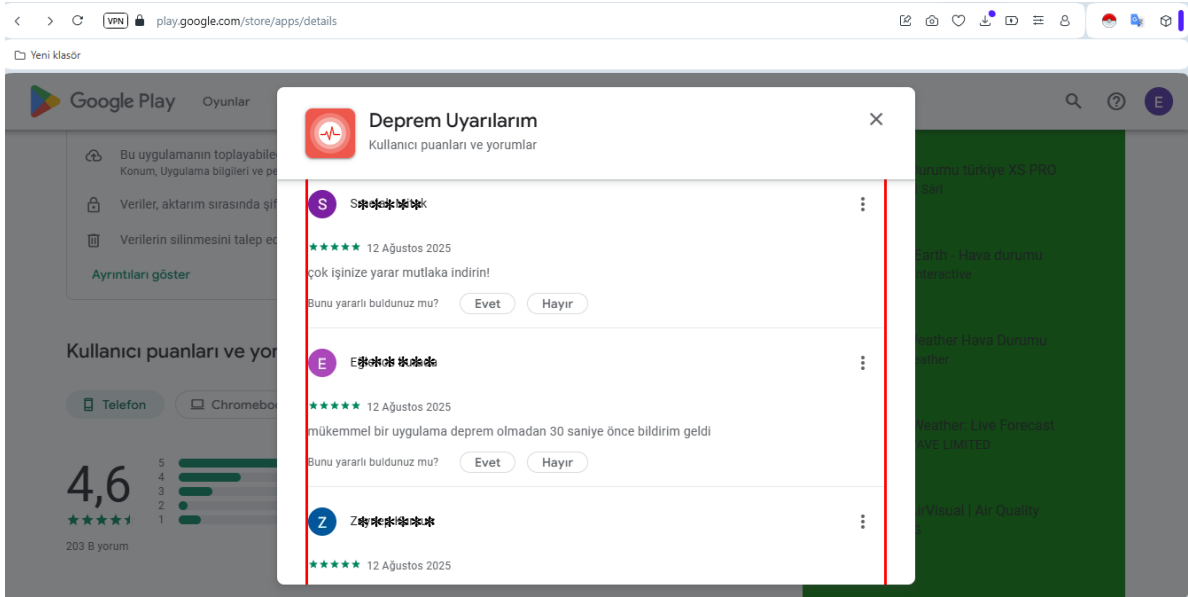 VPN play.google.com/store/apps/details
Yeni klasör
Google Play Oyunlar
E
Deprem Uyarılarım
Kullanıcı puanları ve yorumlar
Bu uygulamanın toplayabile
Konum, Uygulama bilgileri ve pe
Veriler, aktarım sırasında şif
Verilerin silinmesini talep ec
Ayrıntıları göster
Kullanıcı puanları ve yor
Telefon Chromeboo
4,6
5
4
3
2
1
203 B yorum
S
12 Ağustos 2025
çok işinize yarar mutlaka indirin!
Bunu yararlı buldunuz mu? Evet Hayır
E
12 Ağustos 2025
mükemmel bir uygulama deprem olmadan 30 saniye önce bildirim geldi
Bunu yararlı buldunuz mu? Evet Hayır
Z
12 Ağustos 2025
urumu türkiye XS PRO
Sàrl
Earth - Hava durumu
nteractive
eather Hava Durumu
eather
Weather: Live Forecast
AVE LIMITED
irVisual | Air Quality